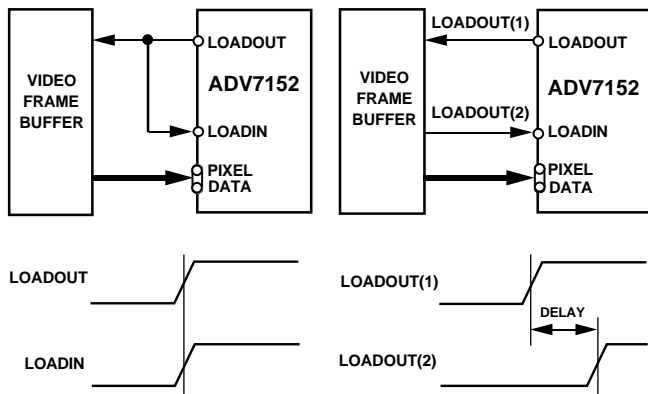 LOADOUT
ADV7152
VIDEO
FRAME
BUFFER
LOADIN
PIXEL
DATA
LOADOUT(1)
LOADOUT
ADV7152
VIDEO
FRAME
BUFFER
LOADOUT(2)
LOADIN
PIXEL
DATA
LOADOUT
LOADIN
LOADOUT(1)
DELAY
LOADOUT(2)